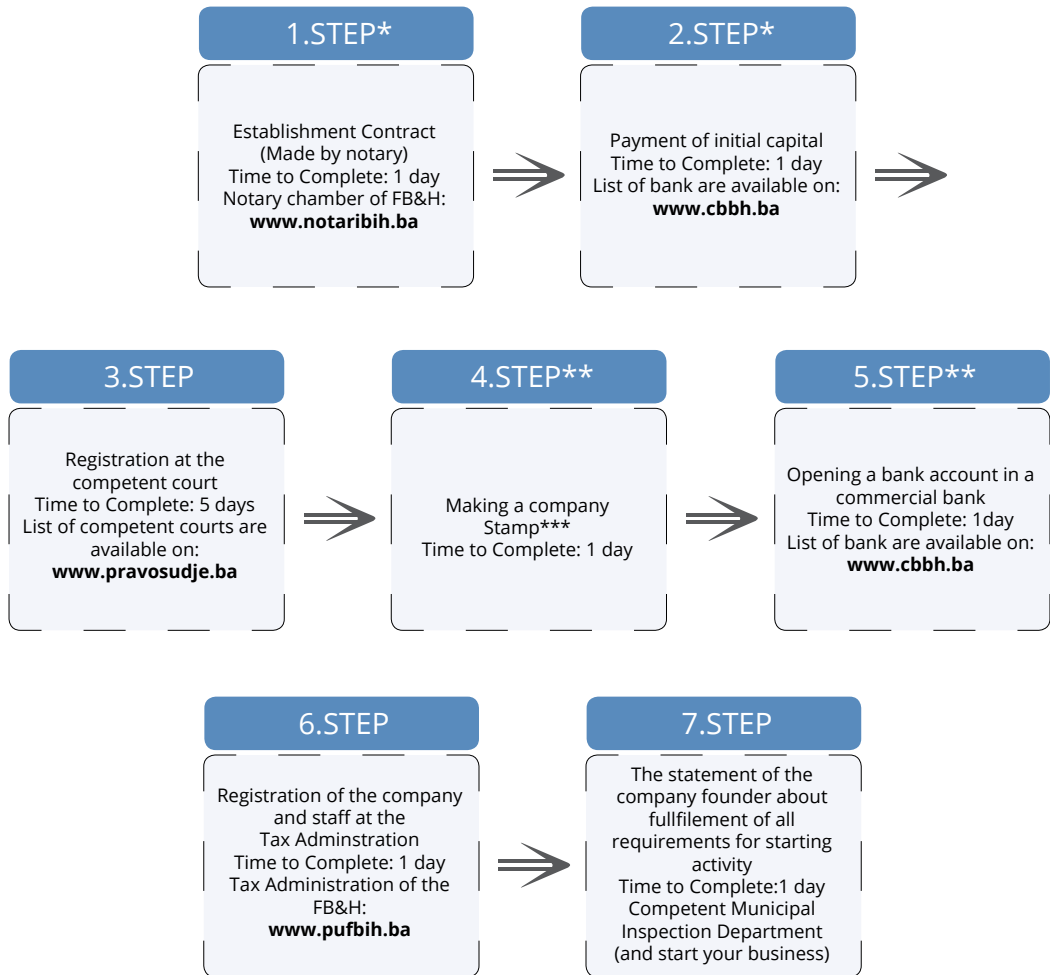 1.STEP*
Establishment Contract
(Made by notary)
Time to Complete: 1 day
Notary chamber of FB&H:
www.notaribih.ba
2.STEP*
Payment of initial capital
Time to Complete: 1 day
List of bank are available on:
www.cbbh.ba
3.STEP
Registration at the
competent court
Time to Complete: 5 days
List of competent courts are
available on:
www.pravosudje.ba
4.STEP**
Making a company
Stamp***
Time to Complete: 1 day
5.STEP**
Opening a bank account in a
commercial bank
Time to Complete: 1day
List of bank are available on:
www.cbbh.ba
6.STEP
Registration of the company
and staff at the
Tax Adminstration
Time to Complete: 1 day
Tax Administration of the
FB&H:
www.pufbih.ba
7.STEP
The statement of the
company founder about
fullfilement of all
requirements for starting
activity
Time to Complete:1 day
Competent Municipal
Inspection Department
(and start your business)